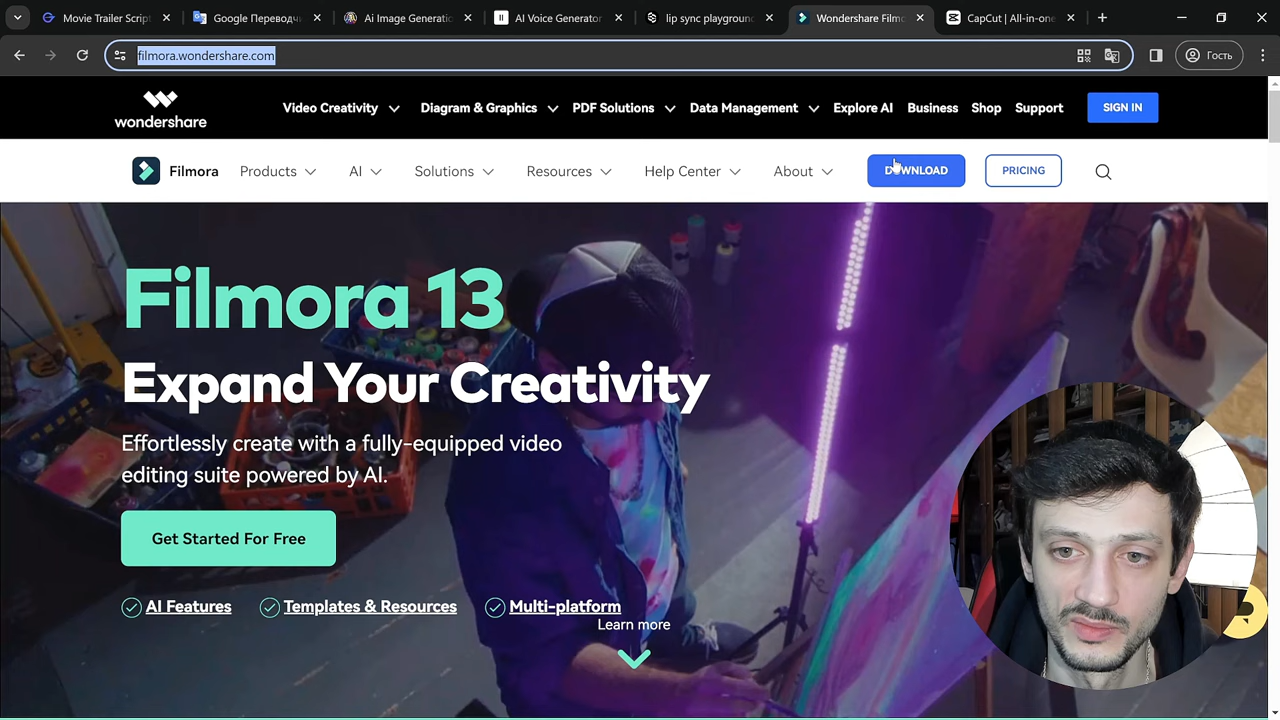 Movie Trailer Script
Google Переводч
Ai Image Generatio
AI Voice Generator
lip sync playground
Wondershare Filmo
CapCut | All-in-one
filmora.wondershare.com
Гость
wondershare
Video Creativity
Diagram & Graphics
PDF Solutions
Data Management
Explore AI
Business
Shop
Support
SIGN IN
Filmora
Products
AI
Solutions
Resources
Help Center
About
DOWNLOAD
PRICING
Filmora 13
Expand Your Creativity
Effortlessly create with a fully-equipped video
editing suite powered by AI.
Get Started For Free
AI Features
Templates & Resources
Multi-platform
Learn more